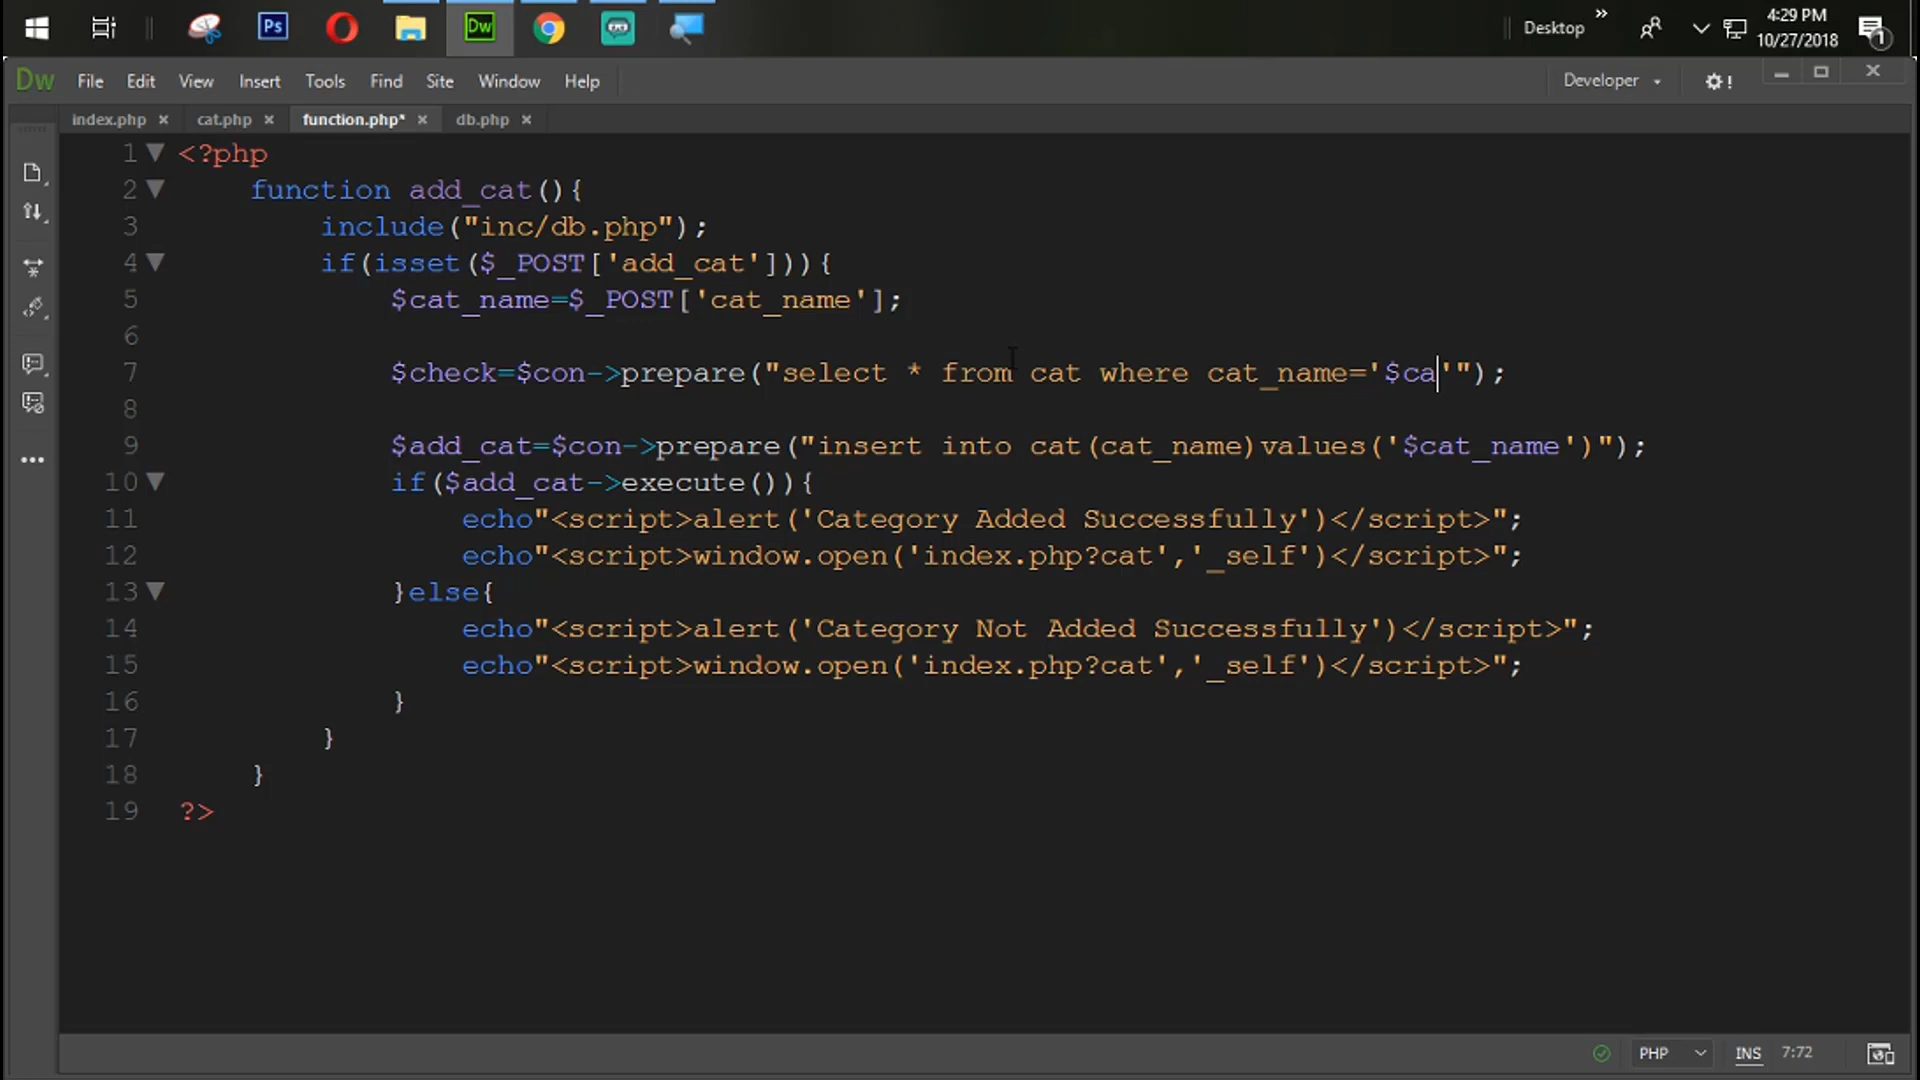 Ps
Dw
Desktop
»
4:29 PM
10/27/2018
1
Dw File Edit View Insert Tools Find Site Window Help
Developer
!
index.php × cat.php × function.php* × db.php ×
1 <?php
2 function add_cat(){
3 include("inc/db.php");
4 if(isset($_POST['add_cat'])){
5 $cat_name=$_POST['cat_name'];
6
7 $check=$con->prepare("select * from cat where cat_name='$ca'");
8
9 $add_cat=$con->prepare("insert into cat(cat_name)values('$cat_name')");
10 if($add_cat->execute()){
11 echo"<script>alert('Category Added Successfully')</script>";
12 echo"<script>window.open('index.php?cat','_self')</script>";
13 }else{
14 echo"<script>alert('Category Not Added Successfully')</script>";
15 echo"<script>window.open('index.php?cat','_self')</script>";
16 }
17 }
18 }
19 ?>
PHP INS 7:72